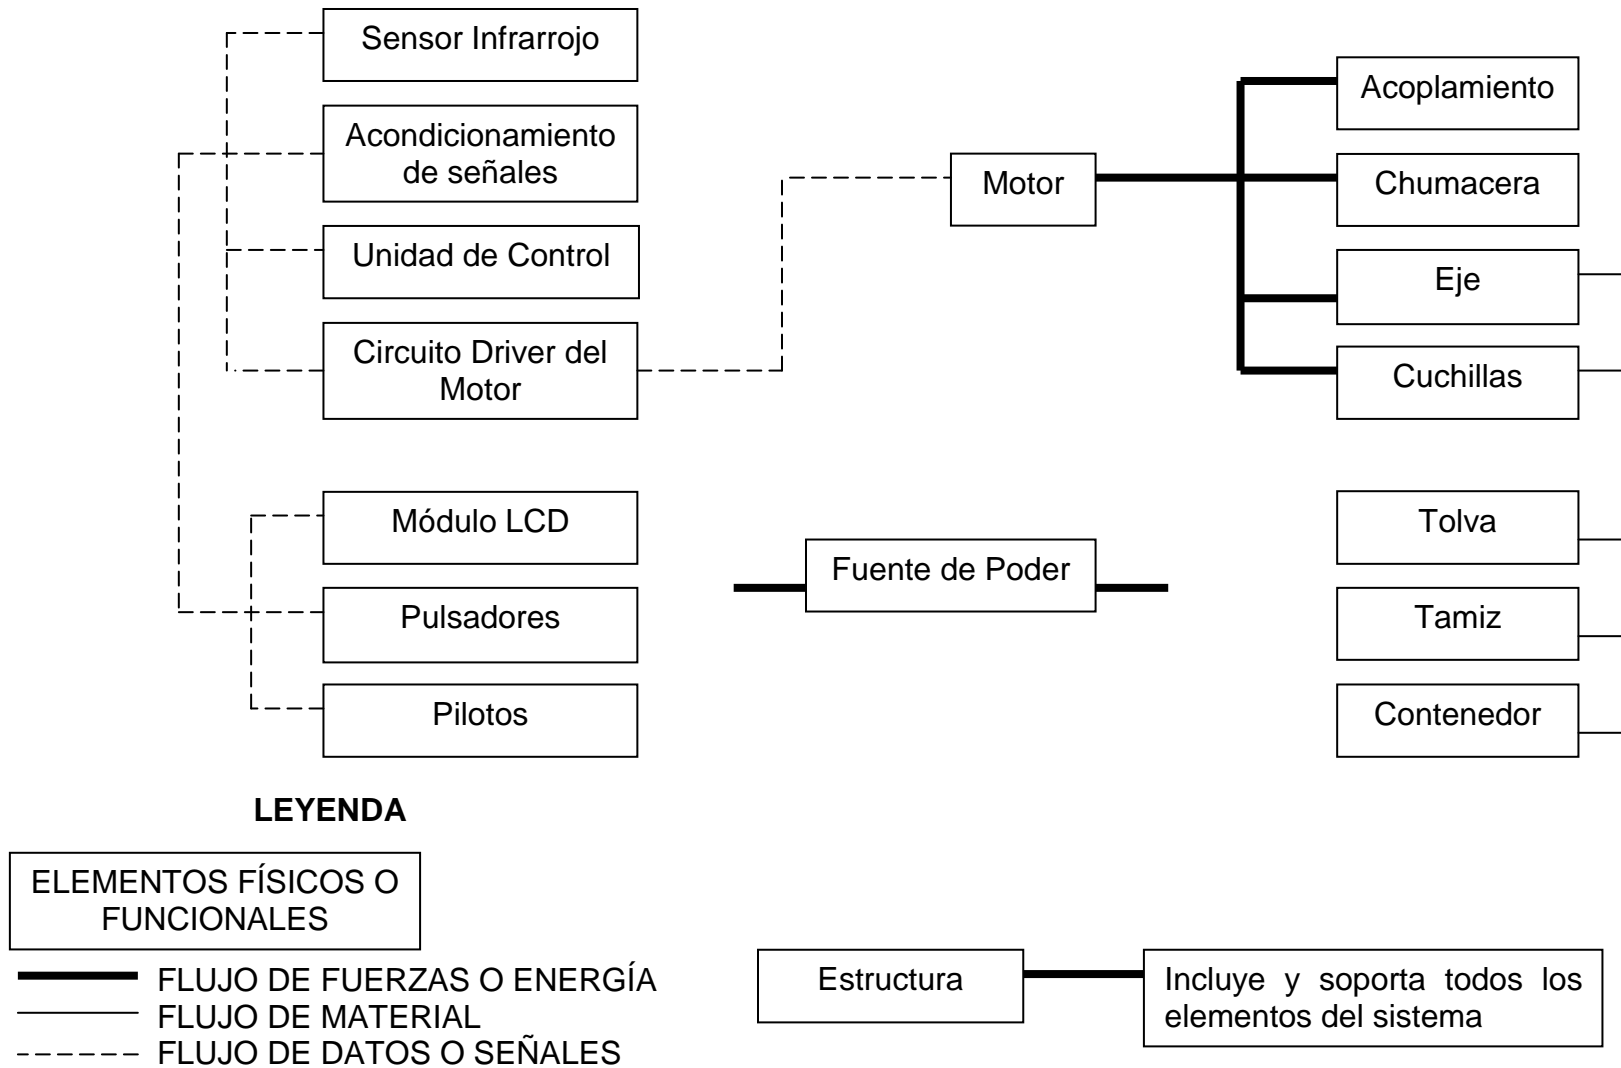 Sensor Infrarrojo
Acondicionamiento
de señales
Unidad de Control
Circuito Driver del
Motor
Módulo LCD
Pulsadores
Pilotos
Motor
Fuente de Poder
Acoplamiento
Chumacera
Eje
Cuchillas
Tolva
Tamiz
Contenedor
LEYENDA
ELEMENTOS FÍSICOS O
FUNCIONALES
FLUJO DE FUERZAS O ENERGÍA
FLUJO DE MATERIAL
FLUJO DE DATOS O SEÑALES
Estructura
Incluye y soporta todos los
elementos del sistema